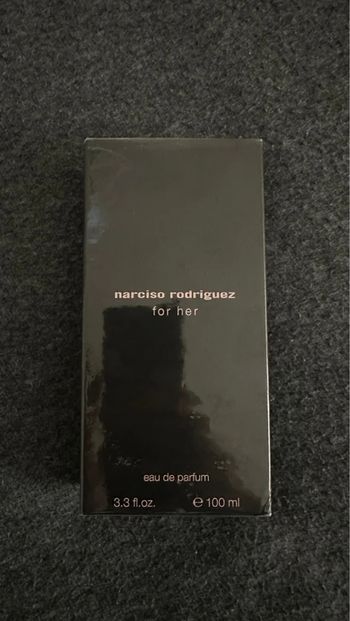 narciso rodriguez
for her
eau de parfum
3.3 fl.oz. ℮ 100 ml